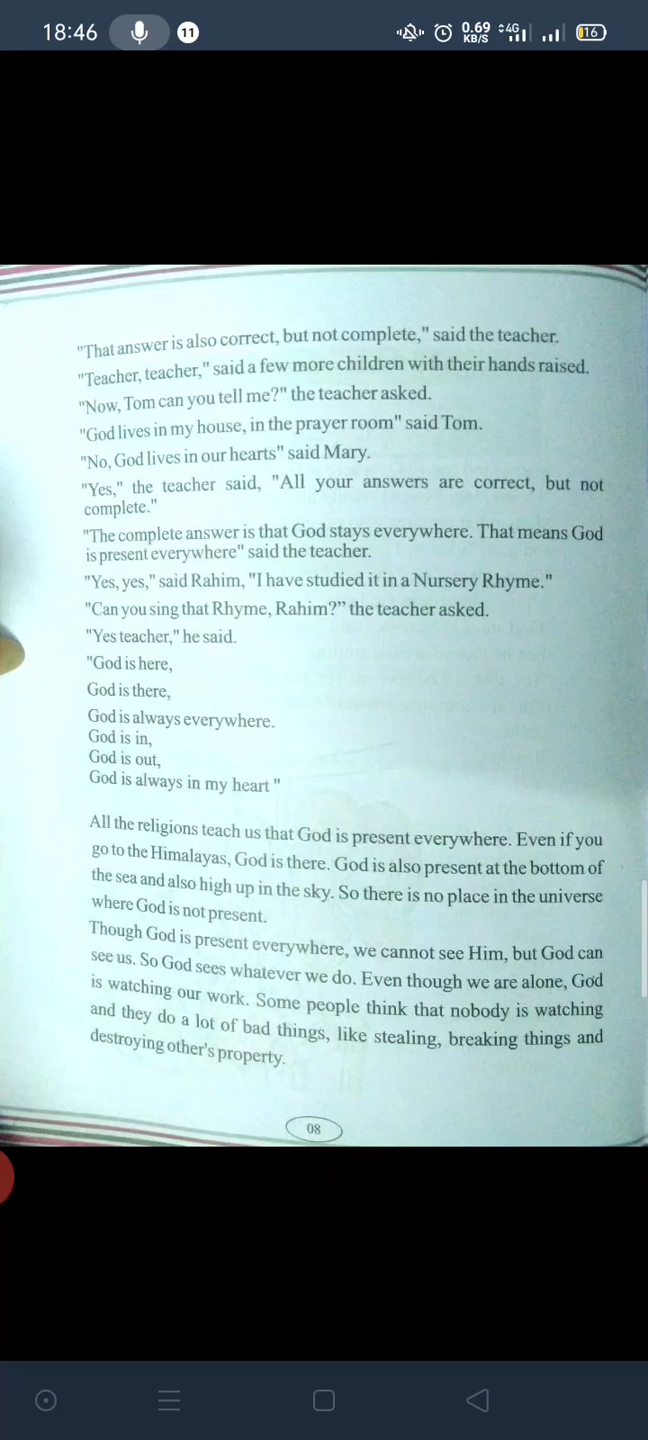 18:46
11
0.69
KB/S
4G
16
"That answer is also correct, but not complete," said the teacher.
"Teacher, teacher," said a few more children with their hands raised.
"Now, Tom can you tell me?" the teacher asked.
"God lives in my house, in the prayer room" said Tom.
"No, God lives in our hearts" said Mary.
"Yes," the teacher said, "All your answers are correct, but not
complete."
"The complete answer is that God stays everywhere. That means God
is present everywhere" said the teacher.
"Yes, yes," said Rahim, "I have studied it in a Nursery Rhyme."
"Can you sing that Rhyme, Rahim?” the teacher asked.
"Yes teacher," he said.
"God is here,
God is there,
God is always everywhere.
God is in,
God is out,
God is always in my heart "
All the religions teach us that God is present everywhere. Even if you
go to the Himalayas, God is there. God is also present at the bottom of
the sea and also high up in the sky. So there is no place in the universe
where God is not present.
Though God is present everywhere, we cannot see Him, but God can
see us. So God sees whatever we do. Even though we are alone, God
is watching our work. Some people think that nobody is watching
and they do a lot of bad things, like stealing, breaking things and
destroying other's property.
08